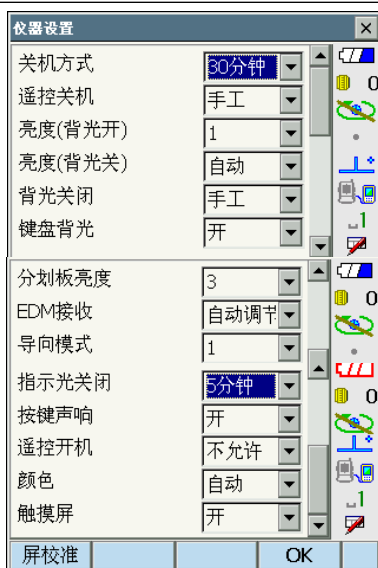 仪器设置
关机方式 30分钟
0
遥控关机 手工
亮度(背光开) 1
亮度(背光关) 自动
背光关闭 手工
1
键盘背光 开
分划板亮度 3
0
EDM接收 自动调节
导向模式 1
指示光关闭 5分钟
0
按键声响 开
遥控开机 不允许
颜色 自动
1
触摸屏 开
屏校准 OK